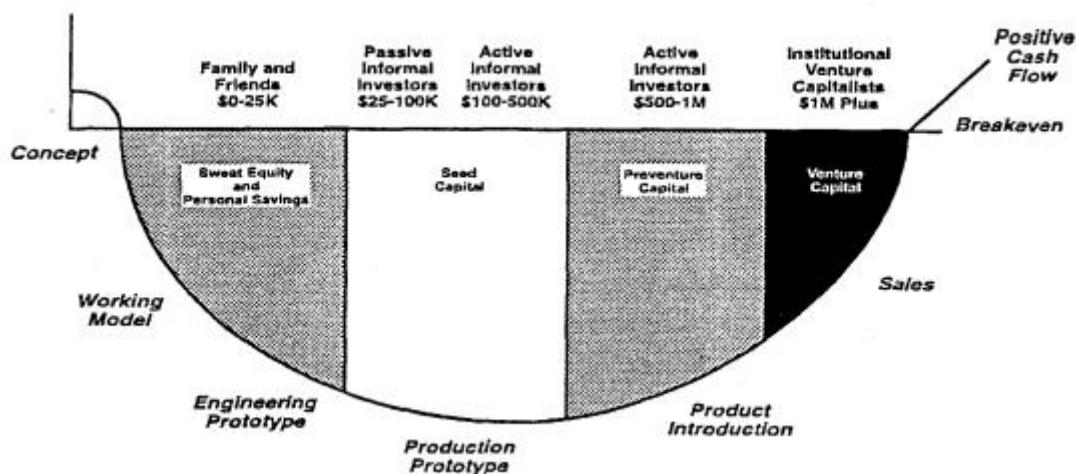 Family and
Friends
$0-25K
Passive
Informal
Investors
$25-100K
Active
Informal
Investors
$100-500K
Active
Informal
Investors
$500-1M
Institutional
Venture
Capitalists
$1M Plus
Positive
Cash
Flow
Concept
Breakeven
Sweat Equity
and
Personal Savings
Seed
Capital
Preventure
Capital
Venture
Capital
Working
Model
Sales
Engineering
Prototype
Product
Introduction
Production
Prototype